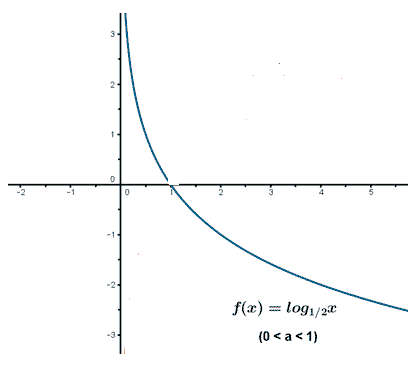 3
2
1
0
-2 -1 0 1 2 3 4 5
-1
-2
f(x) = log1/2x
-3
(0 < a < 1)